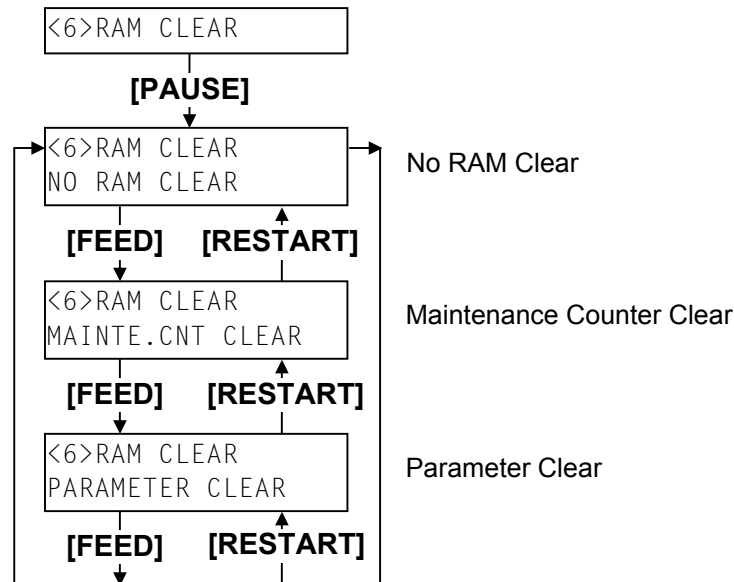 <6>RAM CLEAR
[PAUSE]
<6>RAM CLEAR
NO RAM CLEAR
No RAM Clear
[FEED] [RESTART]
<6>RAM CLEAR
MAINTE.CNT CLEAR
Maintenance Counter Clear
[FEED] [RESTART]
<6>RAM CLEAR
PARAMETER CLEAR
Parameter Clear
[FEED] [RESTART]